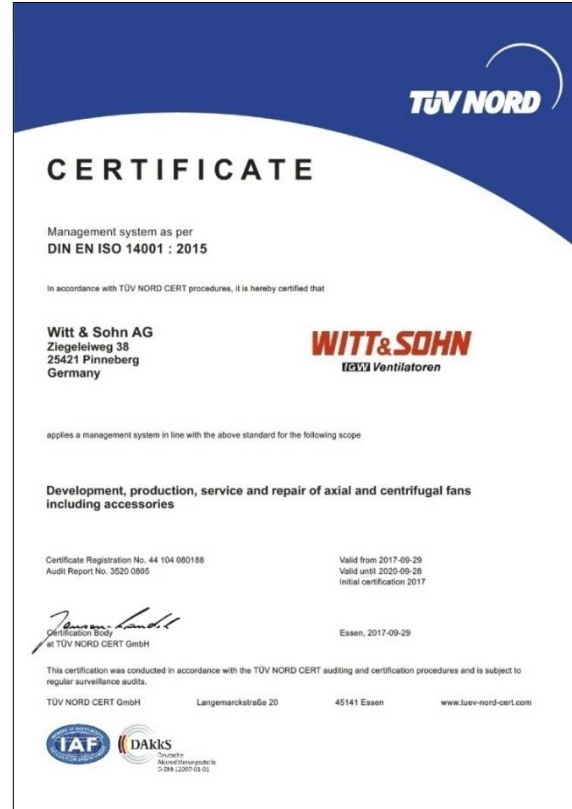 TÜV NORD
CERTIFICATE
Management system as per
DIN EN ISO 14001 : 2015
In accordance with TÜV NORD CERT procedures, it is hereby certified that
Witt & Sohn AG
Ziegeleiweg 38
25421 Pinneberg
Germany
WITT & SOHN
IGW Ventilatoren
applies a management system in line with the above standard for the following scope
Development, production, service and repair of axial and centrifugal fans
including accessories
Certificate Registration No. 44 104 080188
Audit Report No. 3520 0805
Valid from 2017-09-29
Valid until 2020-09-28
Initial certification 2017
Certification Body
at TÜV NORD CERT GmbH
Essen, 2017-09-29
This certification was conducted in accordance with the TÜV NORD CERT auditing and certification procedures and is subject to
regular surveillance audits.
TÜV NORD CERT GmbH Langemarckstraße 20 45141 Essen www.tuev-nord-cert.com
IAF
DAkkS
Deutsche
Akkreditierungsstelle
D-ZM-12007-01-01